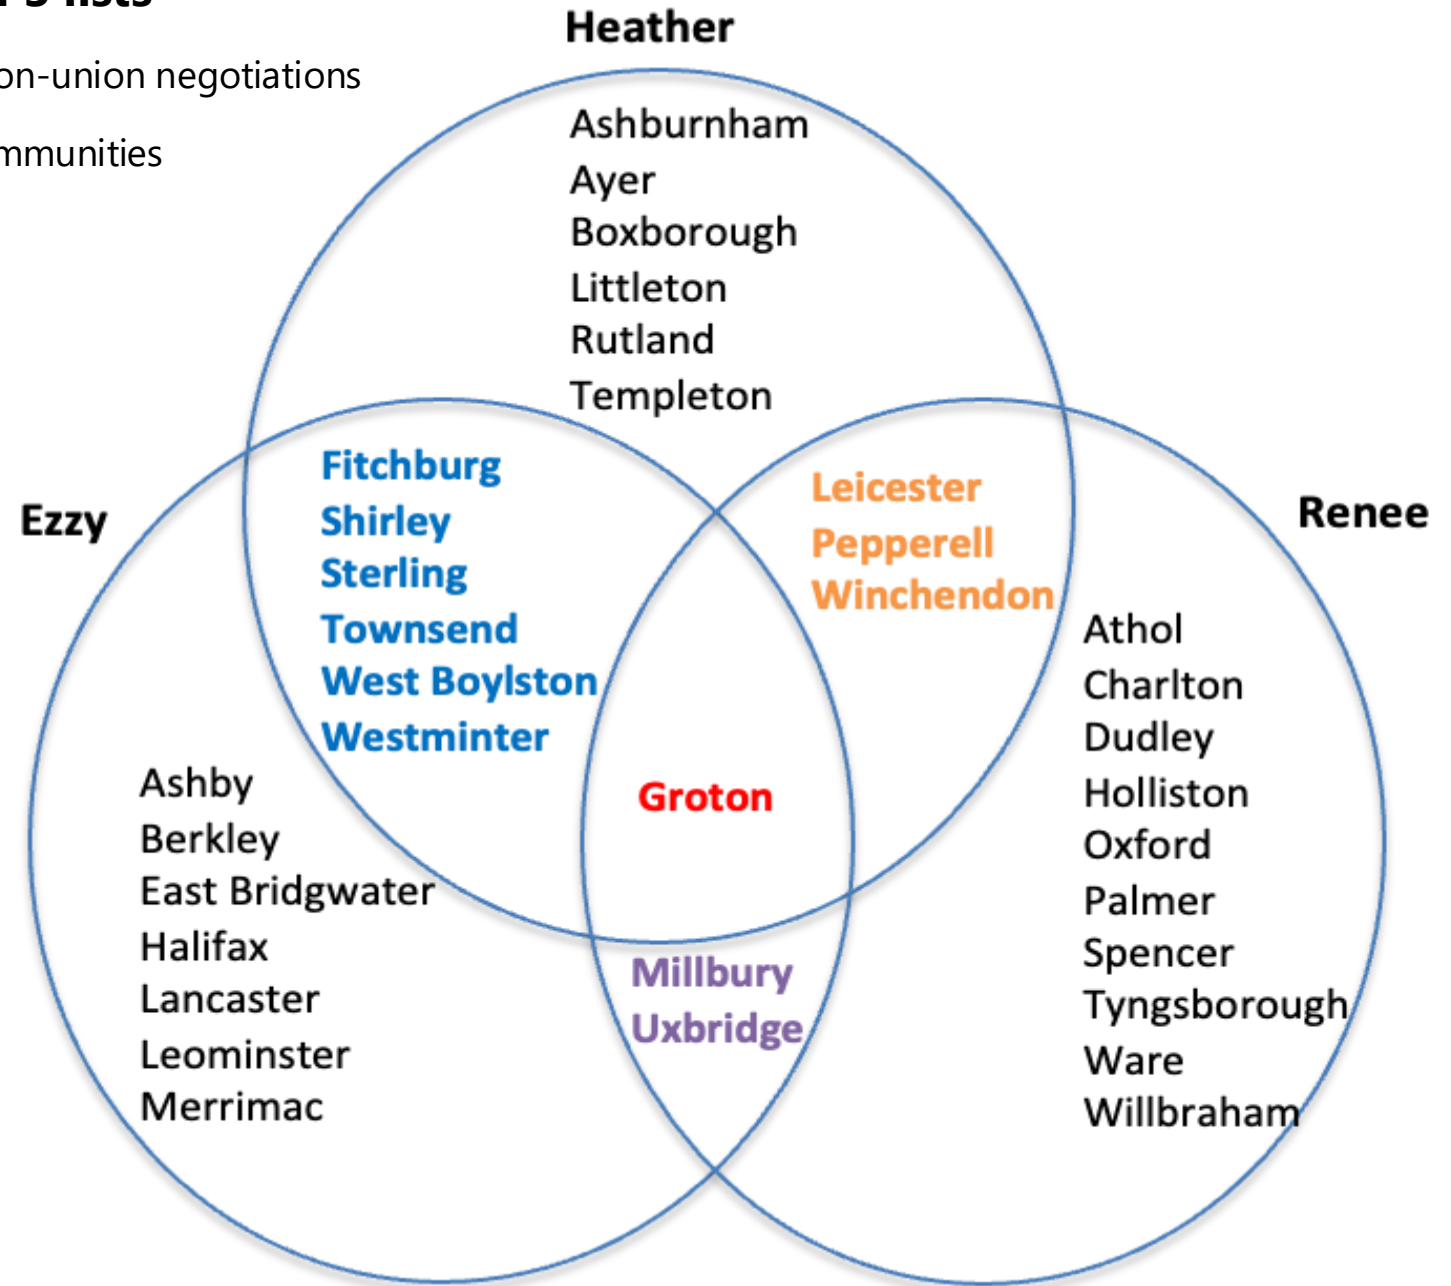 on-union negotiations
mmunities
Heather
Ashburnham
Ayer
Boxborough
Littleton
Rutland
Templeton
Ezzy
Fitchburg
Shirley
Sterling
Townsend
West Boylston
Westminter
Leicester
Pepperell
Winchendon
Renee
Athol
Charlton
Dudley
Holliston
Oxford
Palmer
Spencer
Tyngsborough
Ware
Willbraham
Groton
Ashby
Berkley
East Bridgwater
Halifax
Lancaster
Leominster
Merrimac
Millbury
Uxbridge